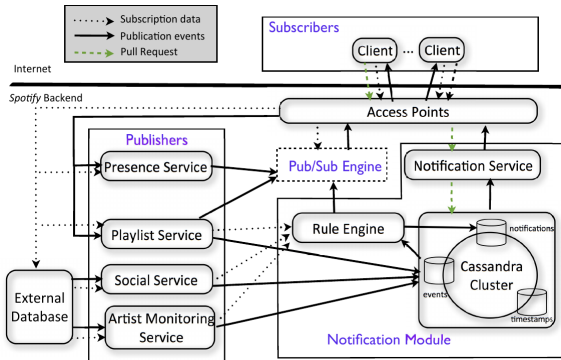 Subscription data
Publication events
Pull Request
Subscribers
Client ... Client
Internet
Spotify Backend
Access Points
Publishers
Presence Service
Pub/Sub Engine
Notification Service
Playlist Service
Rule Engine
notifications
Social Service
Cassandra
Cluster
events
External
Database
Artist Monitoring
Service
timestamps
Notification Module